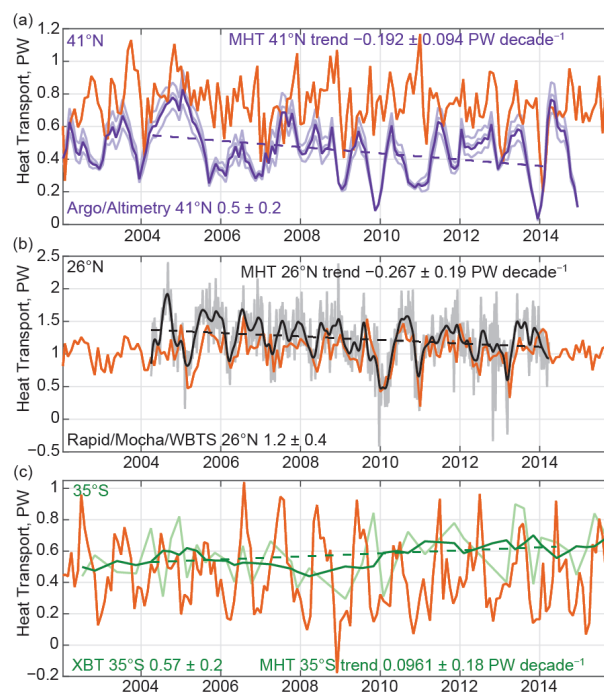 (a)
41°N
MHT 41°N trend −0.192 ± 0.094 PW decade⁻¹
Heat Transport, PW
1.2
1
0.8
0.6
0.4
0.2
0
Argo/Altimetry 41°N 0.5 ± 0.2
2004 2006 2008 2010 2012 2014
(b)
26°N
MHT 26°N trend −0.267 ± 0.19 PW decade⁻¹
Heat Transport, PW
2.5
2
1.5
1
0.5
0
−0.5
Rapid/Mocha/WBTS 26°N 1.2 ± 0.4
2004 2006 2008 2010 2012 2014
(c)
35°S
Heat Transport, PW
1
0.8
0.6
0.4
0.2
0
−0.2
XBT 35°S 0.57 ± 0.2
MHT 35°S trend 0.0961 ± 0.18 PW decade⁻¹
2004 2006 2008 2010 2012 2014